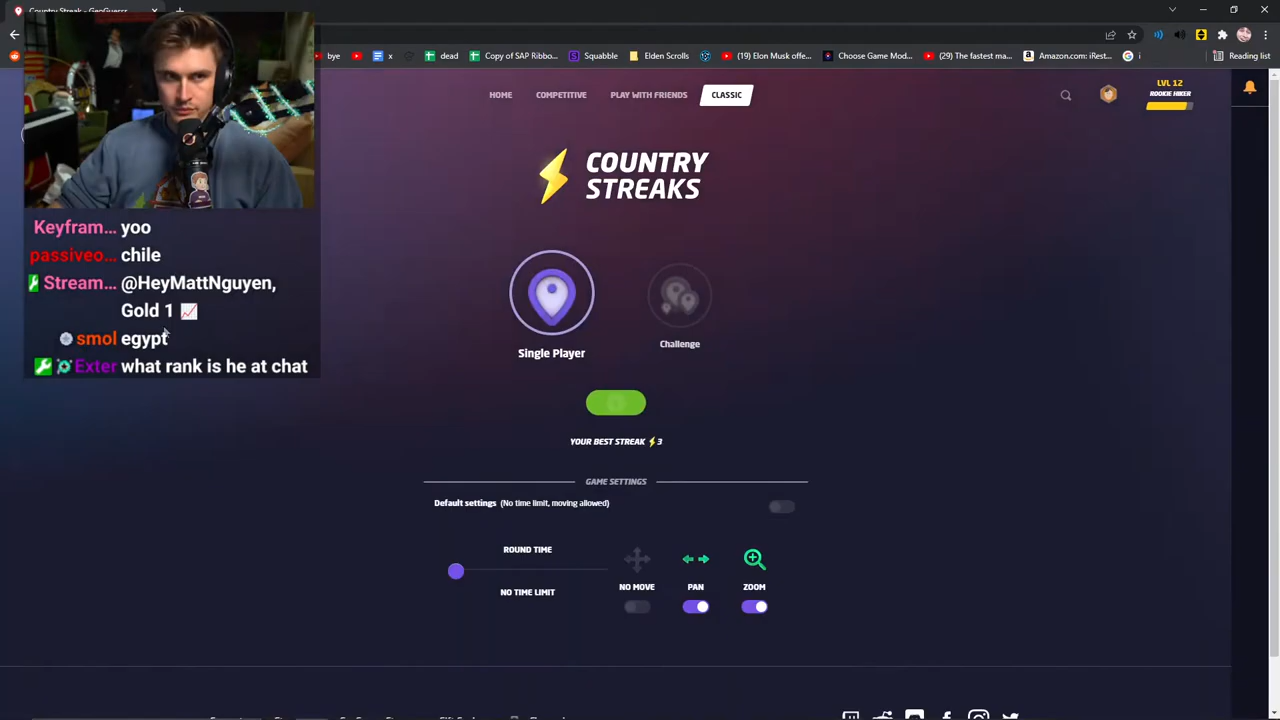 Country Streak - GeoGuessr
bye
x
dead
Copy of SAP Ribbo...
Squabble
Elden Scrolls
(19) Elon Musk offe...
Choose Game Mod...
(29) The fastest ma...
Amazon.com: iRest...
i
Reading list
HOME
COMPETITIVE
PLAY WITH FRIENDS
CLASSIC
LVL 12
ROOKIE HIKER
COUNTRY
STREAKS
Keyfram... yoo
passiveo... chile
Stream... @HeyMattNguyen,
Gold 1
smol egypt
Exter what rank is he at chat
Single Player
Challenge
YOUR BEST STREAK 3
GAME SETTINGS
Default settings (No time limit, moving allowed)
ROUND TIME
NO TIME LIMIT
NO MOVE
PAN
ZOOM